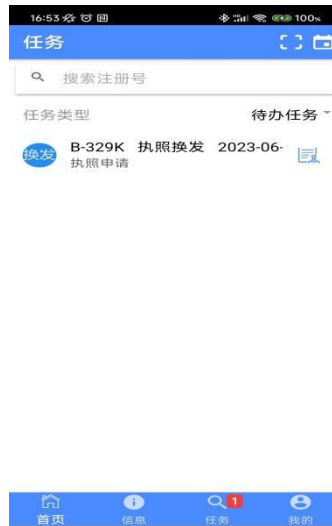 16:53 100%
任务
搜索注册号
任务类型 待办任务
换发 B-329K 执照换发 2023-06-
执照申请
1
首页 信息 任务 我的